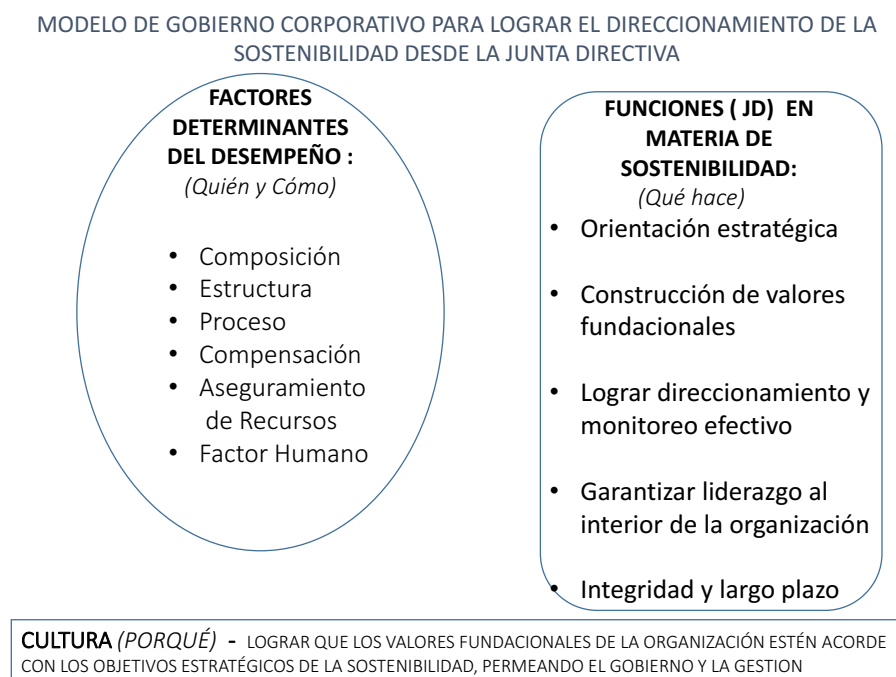 MODELO DE GOBIERNO CORPORATIVO PARA LOGRAR EL DIRECCIONAMIENTO DE LA
SOSTENIBILIDAD DESDE LA JUNTA DIRECTIVA
FACTORES
DETERMINANTES
DEL DESEMPEÑO :
(Quién y Cómo)
• Composición
• Estructura
• Proceso
• Compensación
• Aseguramiento
de Recursos
• Factor Humano
FUNCIONES ( JD) EN
MATERIA DE
SOSTENIBILIDAD:
(Qué hace)
• Orientación estratégica
• Construcción de valores
fundacionales
• Lograr direccionamiento y
monitoreo efectivo
• Garantizar liderazgo al
interior de la organización
• Integridad y largo plazo
CULTURA (PORQUÉ) - LOGRAR QUE LOS VALORES FUNDACIONALES DE LA ORGANIZACIÓN ESTÉN ACORDE
CON LOS OBJETIVOS ESTRATÉGICOS DE LA SOSTENIBILIDAD, PERMEANDO EL GOBIERNO Y LA GESTION